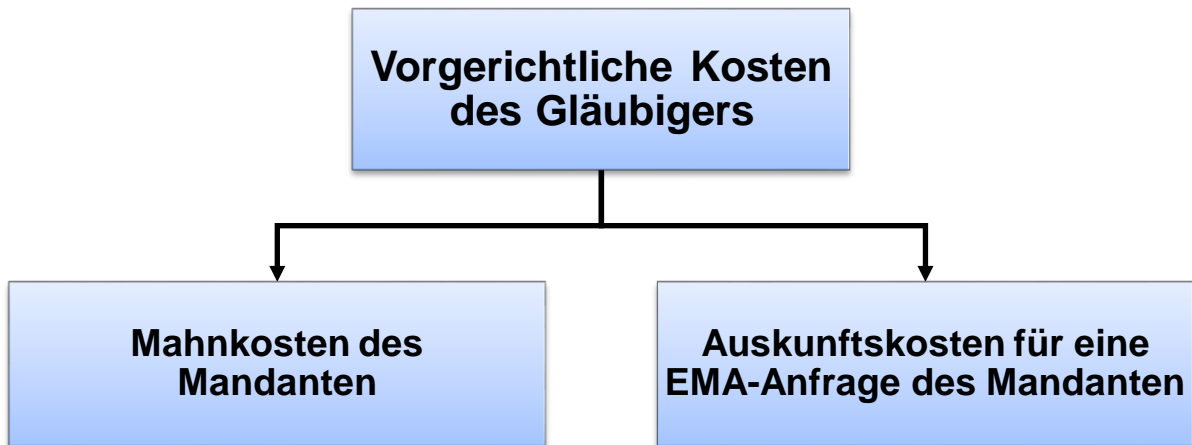 Vorgerichtliche Kosten
des Gläubigers
Mahnkosten des
Mandanten
Auskunftskosten für eine
EMA-Anfrage des Mandanten